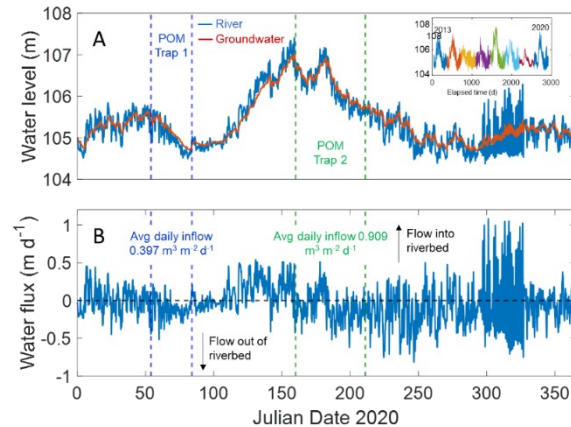 A
POM
Trap 1
River
Groundwater
108
2013
2020
106
104
0
1000
2000
3000
Elapsed time (d)
108
107
106
105
104
Water level (m)
POM
Trap 2
B
Avg daily inflow
0.397 m³ m⁻² d⁻¹
Avg daily inflow 0.909
m³ m⁻² d⁻¹
Flow into
riverbed
Flow out of
riverbed
1
0.5
0
-0.5
-1
Water flux (m d⁻¹)
0
50
100
150
200
250
300
350
Julian Date 2020